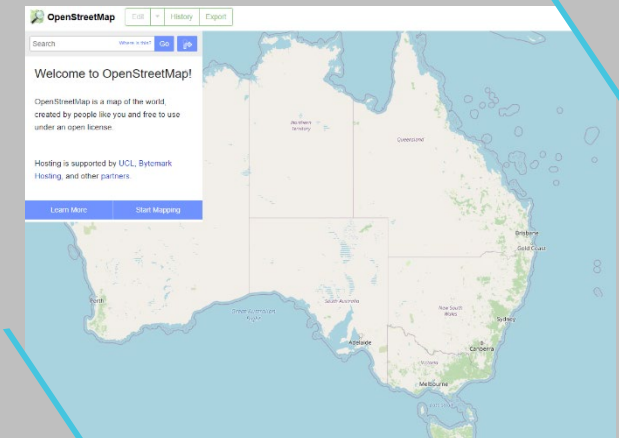 OpenStreetMap
Edit
History
Export
Search
Where is this?
Go
Welcome to OpenStreetMap!
OpenStreetMap is a map of the world,
created by people like you and free to use
under an open license.
Hosting is supported by UCL, Bytemark
Hosting, and other partners.
Learn More
Start Mapping
Northern
Territory
Queensland
Brisbane
Gold Coast
Perth
South Australia
New South
Wales
Sydney
Adelaide
Canberra
Victoria
Melbourne